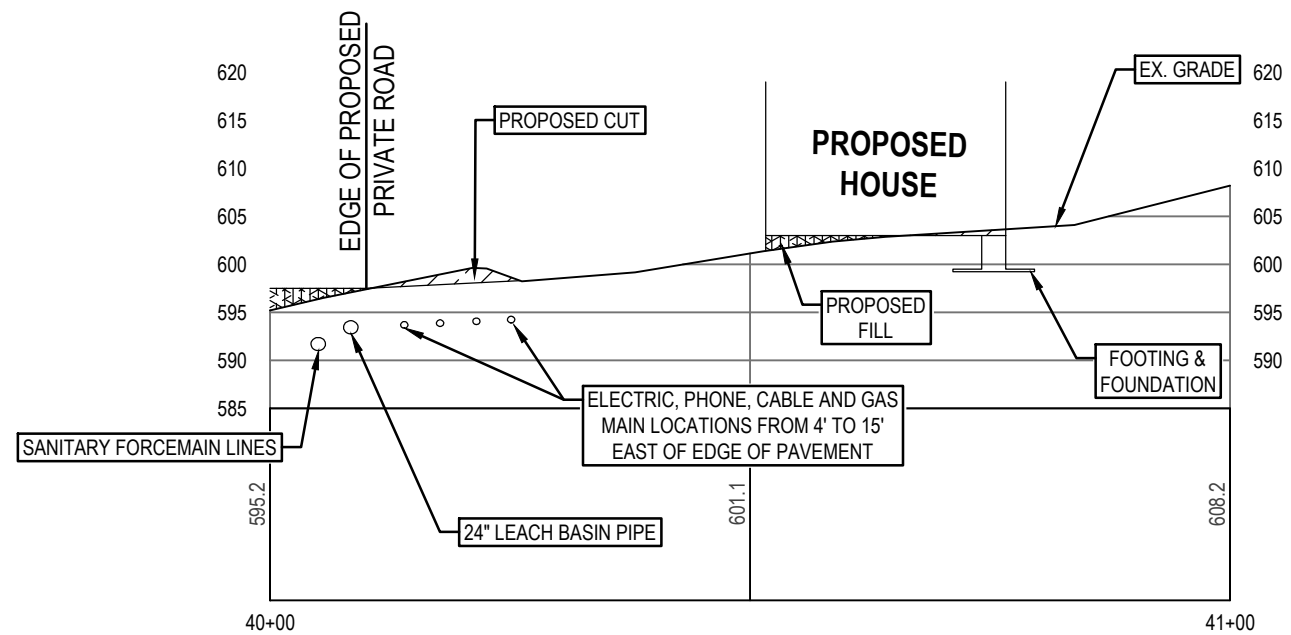 EDGE OF PROPOSED
PRIVATE ROAD
620
615
610
605
600
595
590
585
PROPOSED CUT
PROPOSED
HOUSE
EX. GRADE
620
615
610
605
600
595
590
PROPOSED
FILL
FOOTING &
FOUNDATION
ELECTRIC, PHONE, CABLE AND GAS
MAIN LOCATIONS FROM 4' TO 15'
EAST OF EDGE OF PAVEMENT
SANITARY FORCEMAIN LINES
24" LEACH BASIN PIPE
595.2
601.1
608.2
40+00
41+00